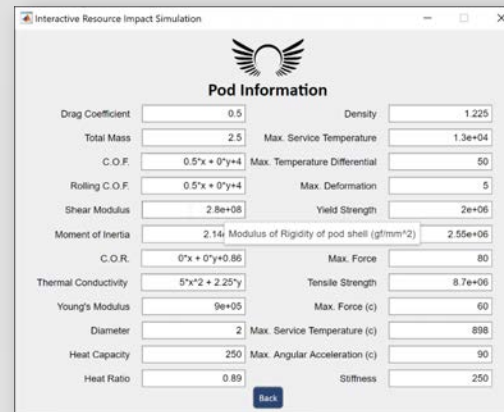 Interactive Resource Impact Simulation
Pod Information
Drag Coefficient 0.5 Density 1.225
Total Mass 2.5 Max. Service Temperature 1.3e+04
C.O.F. 0.5*x + 0*y+4 Max. Temperature Differential 50
Rolling C.O.F. 0.5*x + 0*y+4 Max. Deformation 5
Shear Modulus 2.8e+08 Yield Strength 2e+06
Moment of Inertia 2.14 Modulus of Rigidity of pod shell (gf/mm^2) 2.55e+06
C.O.R. 0*x + 0*y+0.86 Max. Force 80
Thermal Conductivity 5*x^2 + 2.25*y Tensile Strength 8.7e+06
Young's Modulus 9e+05 Max. Force (c) 60
Diameter 2 Max. Service Temperature (c) 898
Heat Capacity 250 Max. Angular Acceleration (c) 90
Heat Ratio 0.89 Stiffness 250
Back